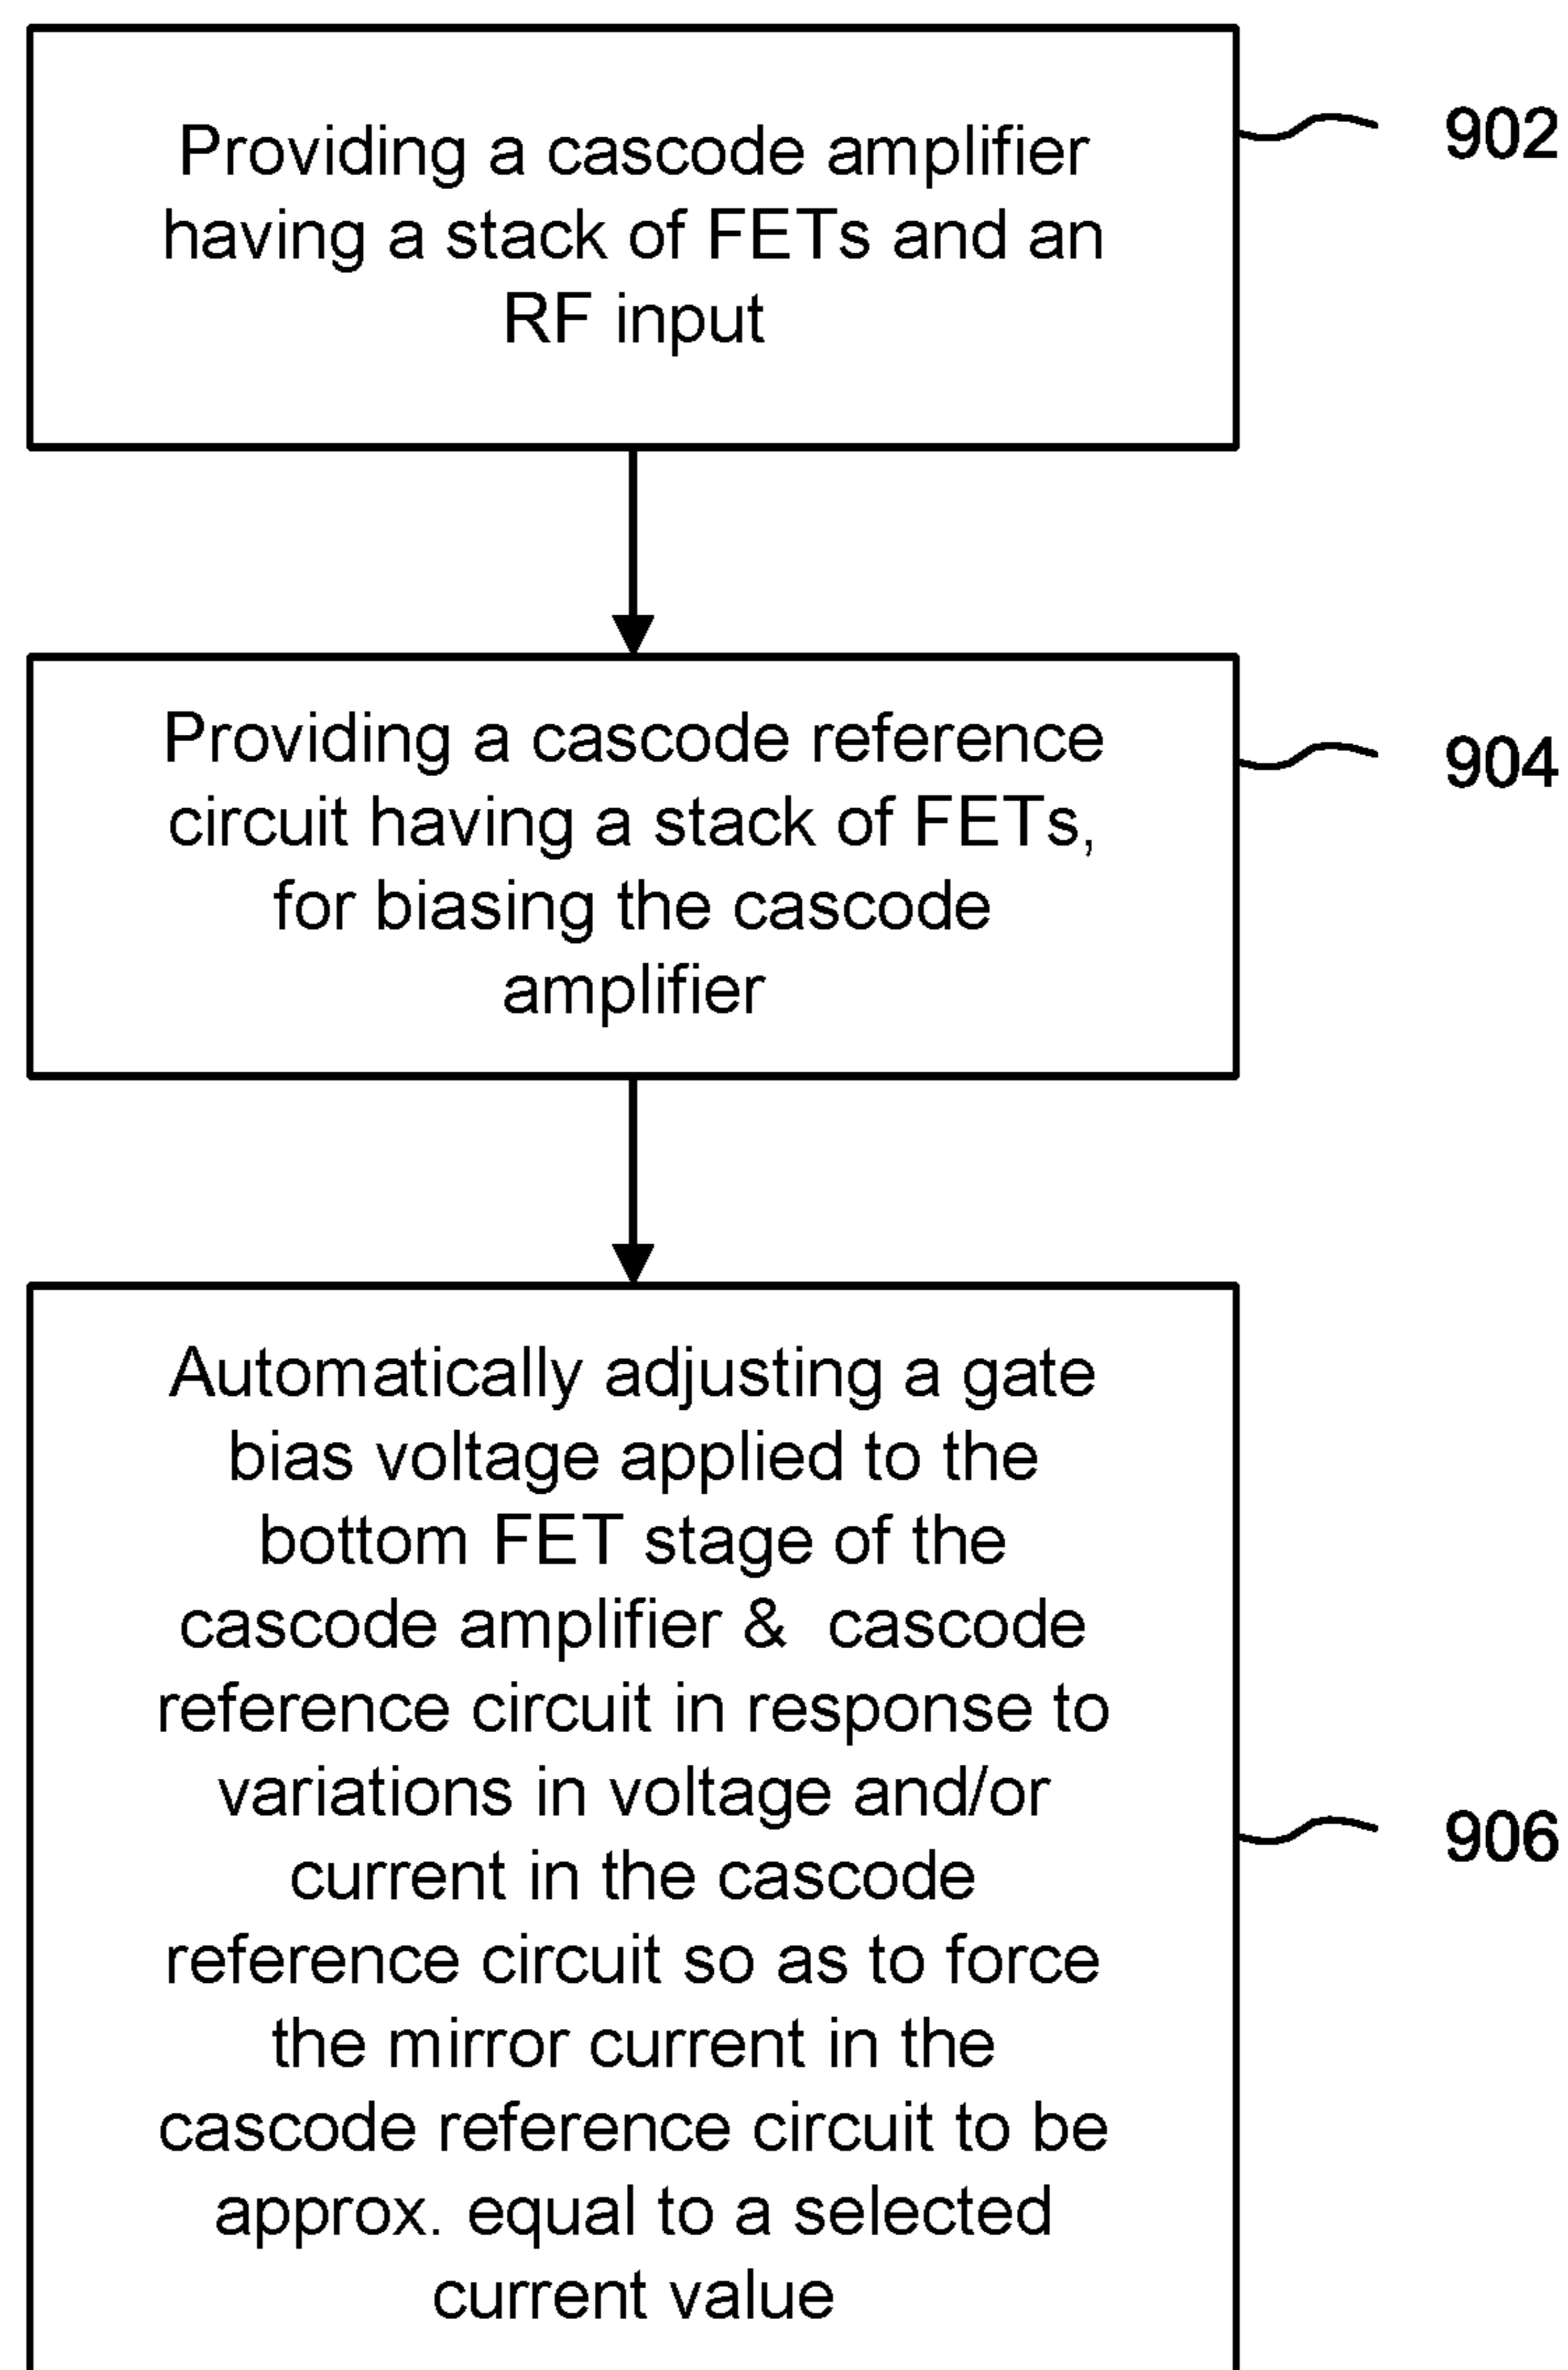 Providing a cascode amplifier
having a stack of FETs and an
RF input
902
Providing a cascode reference
circuit having a stack of FETs,
for biasing the cascode
amplifier
904
Automatically adjusting a gate
bias voltage applied to the
bottom FET stage of the
cascode amplifier & cascode
reference circuit in response to
variations in voltage and/or
current in the cascode
reference circuit so as to force
the mirror current in the
cascode reference circuit to be
approx. equal to a selected
current value
906